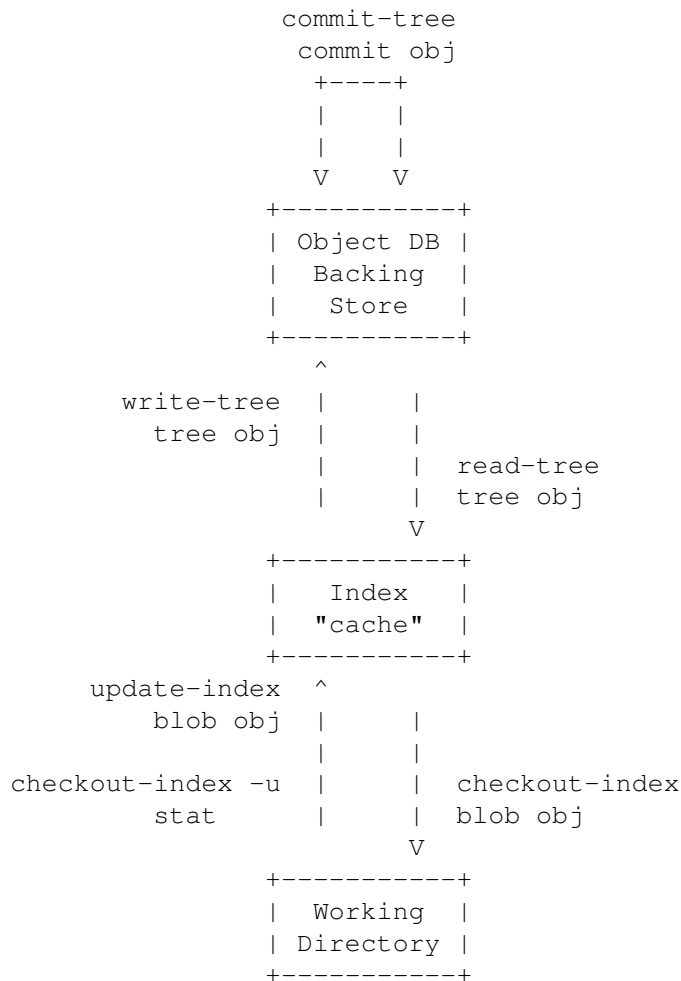 commit-tree
commit obj
+----+
| |
| |
V V
+-----------+
| Object DB |
| Backing |
| Store |
+-----------+
^
write-tree | |
tree obj | |
| | read-tree
| | tree obj
V
+-----------+
| Index |
| "cache" |
+-----------+
update-index ^
blob obj | |
| |
checkout-index -u | | checkout-index
stat | | blob obj
V
+-----------+
| Working |
| Directory |
+-----------+